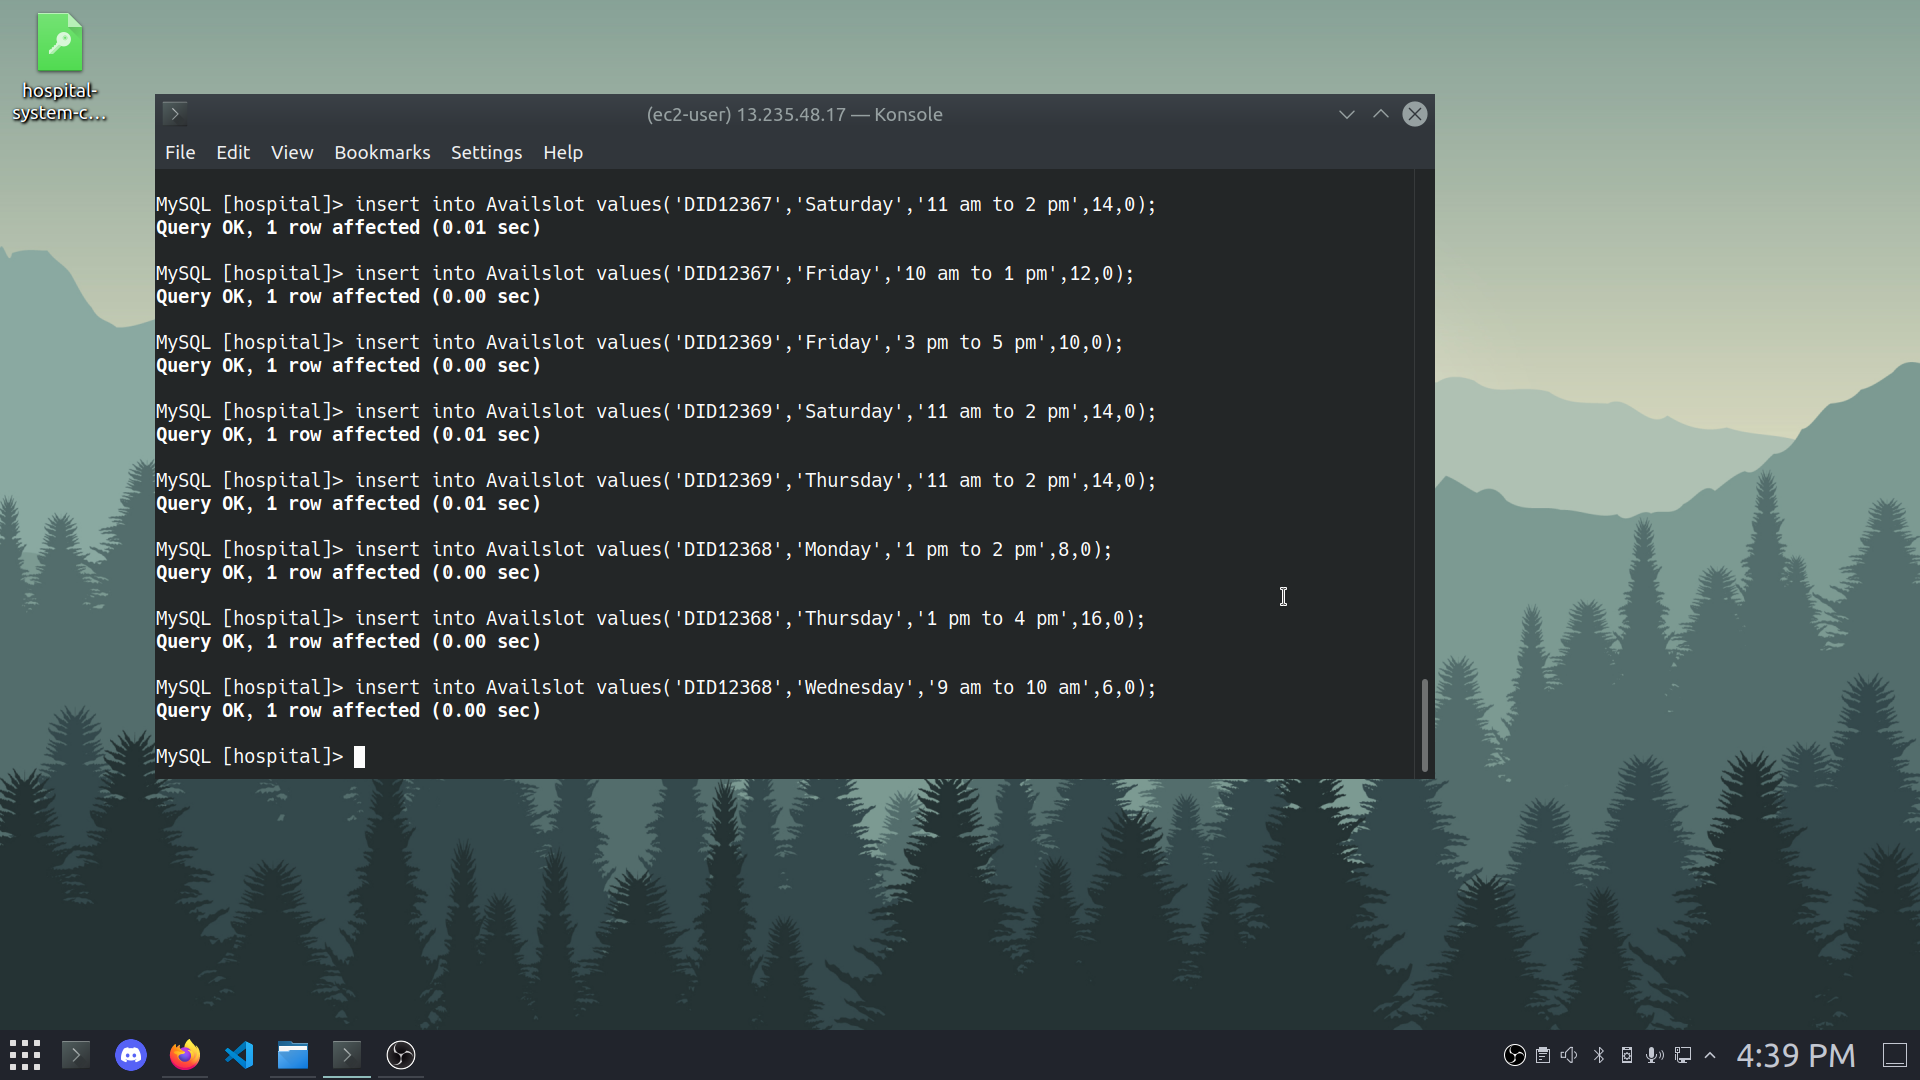 hospital-
system-c...
(ec2-user) 13.235.48.17 — Konsole
File Edit View Bookmarks Settings Help
MySQL [hospital]> insert into Availslot values('DID12367','Saturday','11 am to 2 pm',14,0);
Query OK, 1 row affected (0.01 sec)
MySQL [hospital]> insert into Availslot values('DID12367','Friday','10 am to 1 pm',12,0);
Query OK, 1 row affected (0.00 sec)
MySQL [hospital]> insert into Availslot values('DID12369','Friday','3 pm to 5 pm',10,0);
Query OK, 1 row affected (0.00 sec)
MySQL [hospital]> insert into Availslot values('DID12369','Saturday','11 am to 2 pm',14,0);
Query OK, 1 row affected (0.01 sec)
MySQL [hospital]> insert into Availslot values('DID12369','Thursday','11 am to 2 pm',14,0);
Query OK, 1 row affected (0.01 sec)
MySQL [hospital]> insert into Availslot values('DID12368','Monday','1 pm to 2 pm',8,0);
Query OK, 1 row affected (0.00 sec)
MySQL [hospital]> insert into Availslot values('DID12368','Thursday','1 pm to 4 pm',16,0);
Query OK, 1 row affected (0.00 sec)
MySQL [hospital]> insert into Availslot values('DID12368','Wednesday','9 am to 10 am',6,0);
Query OK, 1 row affected (0.00 sec)
MySQL [hospital]>
4:39 PM